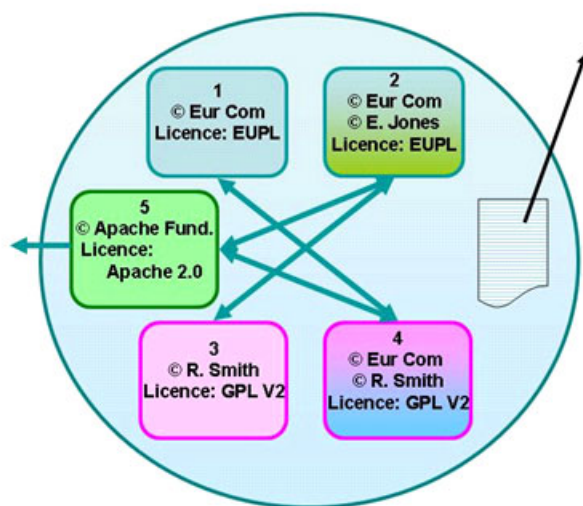 1
© Eur Com
Licence: EUPL
2
© Eur Com
© E. Jones
Licence: EUPL
5
© Apache Fund.
Licence:
Apache 2.0
3
© R. Smith
Licence: GPL V2
4
© Eur Com
© R. Smith
Licence: GPL V2